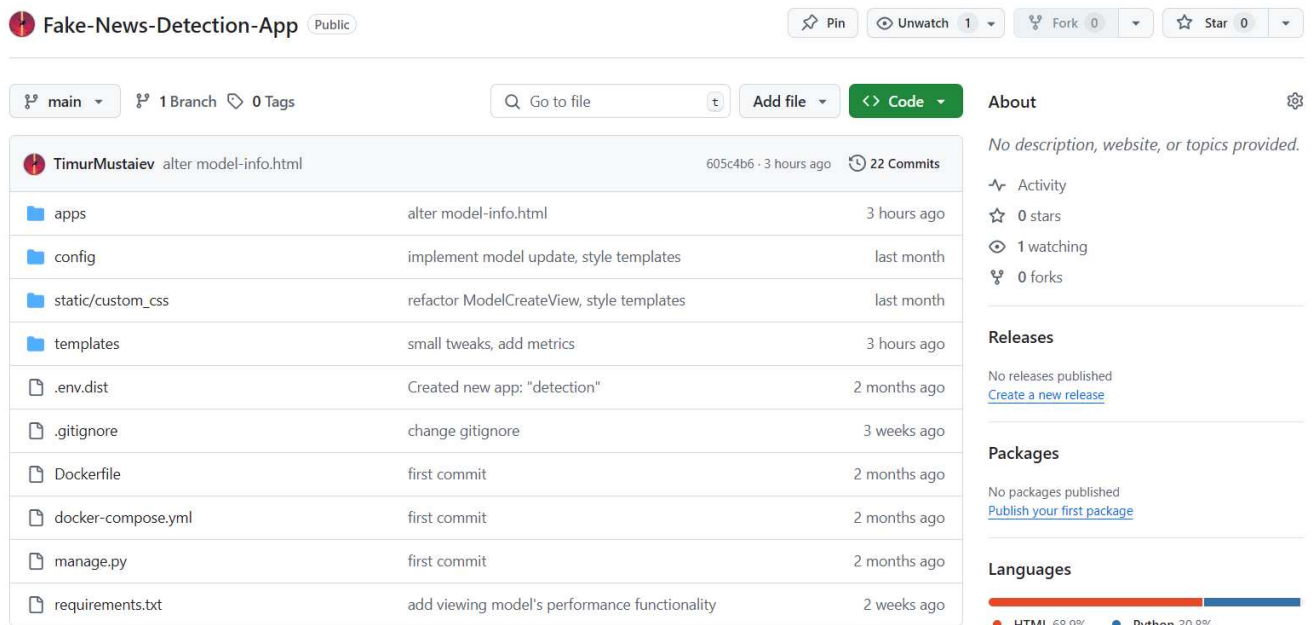 Fake-News-Detection-App Public Pin Unwatch 1 Fork 0 Star 0
main 1 Branch 0 Tags Go to file t Add file Code
TimurMustaiev alter model-info.html 605c4b6 · 3 hours ago 22 Commits
apps alter model-info.html 3 hours ago
config implement model update, style templates last month
static/custom_css refactor ModelCreateView, style templates last month
templates small tweaks, add metrics 3 hours ago
.env.dist Created new app: "detection" 2 months ago
.gitignore change gitignore 3 weeks ago
Dockerfile first commit 2 months ago
docker-compose.yml first commit 2 months ago
manage.py first commit 2 months ago
requirements.txt add viewing model's performance functionality 2 weeks ago
About
No description, website, or topics provided.
Activity
0 stars
1 watching
0 forks
Releases
No releases published
Create a new release
Packages
No packages published
Publish your first package
Languages
HTML 68.9% Python 30.8%